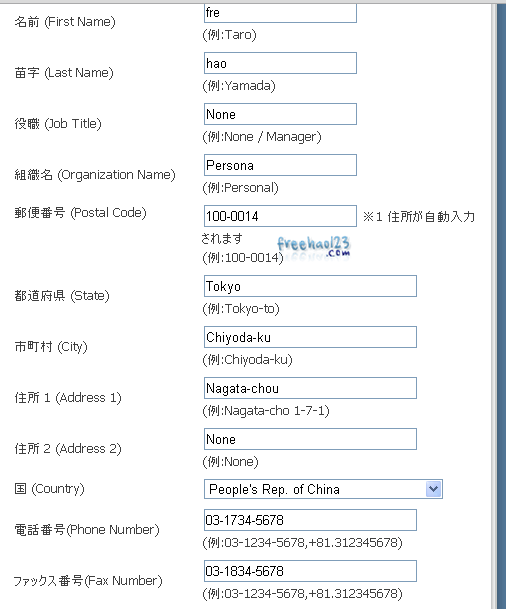 名前 (First Name)
fre
(例:Taro)
苗字 (Last Name)
hao
(例:Yamada)
役職 (Job Title)
None
(例:None / Manager)
組織名 (Organization Name)
Persona
(例:Personal)
郵便番号 (Postal Code)
100-0014 ※1 住所が自動入力
されます
freehao123
.com
(例:100-0014)
都道府県 (State)
Tokyo
(例:Tokyo-to)
市町村 (City)
Chiyoda-ku
(例:Chiyoda-ku)
住所 1 (Address 1)
Nagata-chou
(例:Nagata-cho 1-7-1)
住所 2 (Address 2)
None
(例:None)
国 (Country)
People's Rep. of China
電話番号(Phone Number)
03-1734-5678
(例:03-1234-5678,+81.312345678)
ファックス番号(Fax Number)
03-1834-5678
(例:03-1234-5678,+81.312345678)